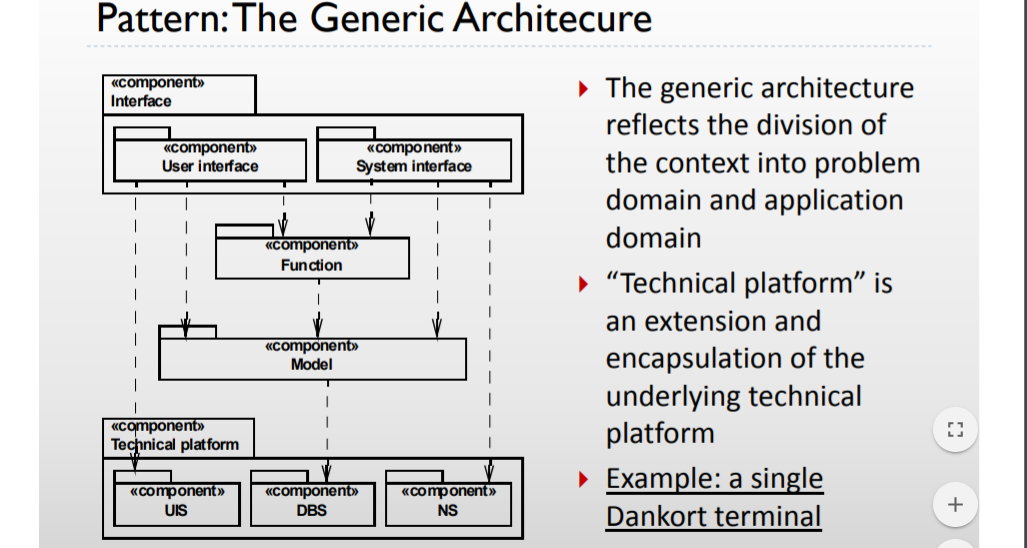 Pattern: The Generic Architecure
«component»
Interface
«component»
User interface
«component»
System interface
«component»
Function
«component»
Model
«component»
Technical platform
«component»
UIS
«component»
DBS
«component»
NS
The generic architecture
reflects the division of
the context into problem
domain and application
domain
“Technical platform” is
an extension and
encapsulation of the
underlying technical
platform
Example: a single
Dankort terminal